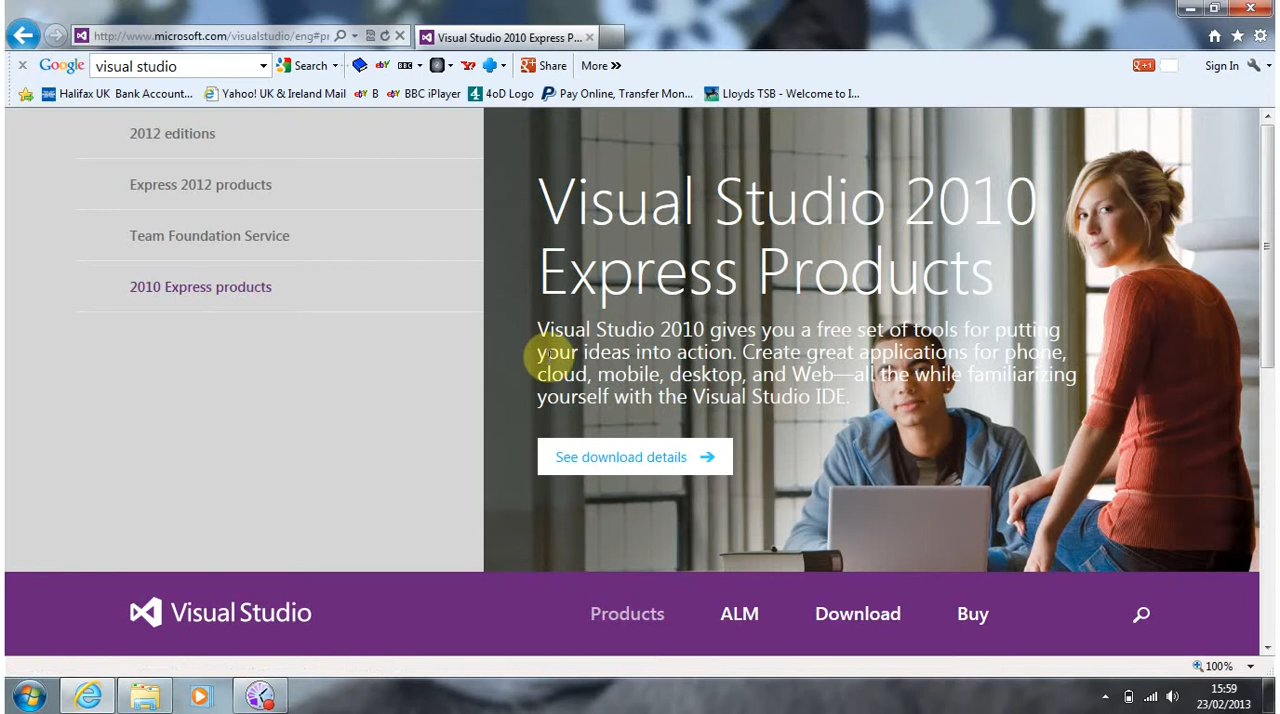 http://www.microsoft.com/visualstudio/eng#pr
Visual Studio 2010 Express P...
Google visual studio Search Share More »
+1 Sign In
Halifax UK Bank Account... Yahoo! UK & Ireland Mail B BBC iPlayer 4oD Logo Pay Online, Transfer Mon... Lloyds TSB - Welcome to I...
2012 editions
Express 2012 products
Team Foundation Service
2010 Express products
Visual Studio 2010
Express Products
Visual Studio 2010 gives you a free set of tools for putting
your ideas into action. Create great applications for phone,
cloud, mobile, desktop, and Web—all the while familiarizing
yourself with the Visual Studio IDE.
See download details
Visual Studio
Products ALM Download Buy
100%
15:59
23/02/2013